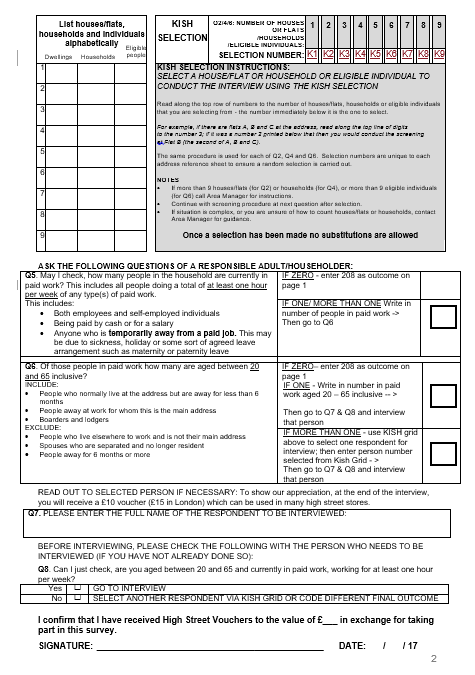 List houses/flats,
households and individuals
alphabetically
Dwellings Households Eligible people
1
2
3
4
5
6
7
8
9
KISH
SELECTION
Q2/4/6: NUMBER OF HOUSES
OR FLATS
/HOUSEHOLDS
/ELIGIBLE INDIVIDUALS:
1 2 3 4 5 6 7 8 9
SELECTION NUMBER: K1 K2 K3 K4 K5 K6 K7 K8 K9
KISH SELECTION INSTRUCTIONS:
SELECT A HOUSE/FLAT OR HOUSEHOLD OR ELIGIBLE INDIVIDUAL TO
CONDUCT THE INTERVIEW USING THE KISH SELECTION
Read along the top row of numbers to the number of houses/flats, households or eligible individuals
that you are selecting from - the number immediately below it is the one to select.
For example, if there are flats A, B and C at the address, read along the top line of digits
to the number 3; if it was a number 2 printed below that then you would conduct the screening
Flat B (the second of A, B and C).
The same procedure is used for each of Q2, Q4 and Q6. Selection numbers are unique to each
address reference sheet to ensure a random selection is carried out.
NOTES
• If more than 9 houses/flats (for Q2) or households (for Q4), or more than 9 eligible individuals
(for Q6) call Area Manager for instructions.
• Continue with screening procedure at next question after selection.
• If situation is complex, or you are unsure of how to count houses/flats or households, contact
Area Manager for guidance.
Once a selection has been made no substitutions are allowed
ASK THE FOLLOWING QUESTIONS OF A RESPONSIBLE ADULT/HOUSEHOLDER:
Q5. May I check, how many people in the household are currently in
paid work? This includes all people doing a total of at least one hour
per week of any type(s) of paid work.
This includes:
• Both employees and self-employed individuals
• Being paid by cash or for a salary
• Anyone who is temporarily away from a paid job. This may
be due to sickness, holiday or some sort of agreed leave
arrangement such as maternity or paternity leave
IF ZERO - enter 208 as outcome on
page 1
IF ONE/ MORE THAN ONE Write in
number of people in paid work ->
Then go to Q6
Q6. Of those people in paid work how many are aged between 20
and 65 inclusive?
INCLUDE:
• People who normally live at the address but are away for less than 6
months
• People away at work for whom this is the main address
• Boarders and lodgers
EXCLUDE:
• People who live elsewhere to work and is not their main address
• Spouses who are separated and no longer resident
• People away for 6 months or more
IF ZERO– enter 208 as outcome on
page 1
IF ONE - Write in number in paid
work aged 20 – 65 inclusive -- >
Then go to Q7 & Q8 and interview
that person
IF MORE THAN ONE - use KISH grid
above to select one respondent for
interview; then enter person number
selected from Kish Grid - >
Then go to Q7 & Q8 and interview
that person
READ OUT TO SELECTED PERSON IF NECESSARY: To show our appreciation, at the end of the interview,
you will receive a £10 voucher (£15 in London) which can be used in many high street stores.
Q7. PLEASE ENTER THE FULL NAME OF THE RESPONDENT TO BE INTERVIEWED:
BEFORE INTERVIEWING, PLEASE CHECK THE FOLLOWING WITH THE PERSON WHO NEEDS TO BE
INTERVIEWED (IF YOU HAVE NOT ALREADY DONE SO):
Q8. Can I just check, are you aged between 20 and 65 and currently in paid work, working for at least one hour
per week?
Yes GO TO INTERVIEW
No SELECT ANOTHER RESPONDENT VIA KISH GRID OR CODE DIFFERENT FINAL OUTCOME
I confirm that I have received High Street Vouchers to the value of £___ in exchange for taking
part in this survey.
SIGNATURE: ____________________ DATE: / / 17
2